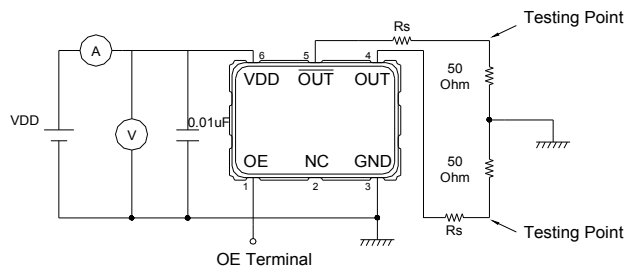 Testing Point
Rs
A
6
5
4
VDD
OUT
OUT
50
Ohm
VDD
V
0.01uF
OE
NC
GND
50
Ohm
1
2
3
Rs
Testing Point
OE Terminal